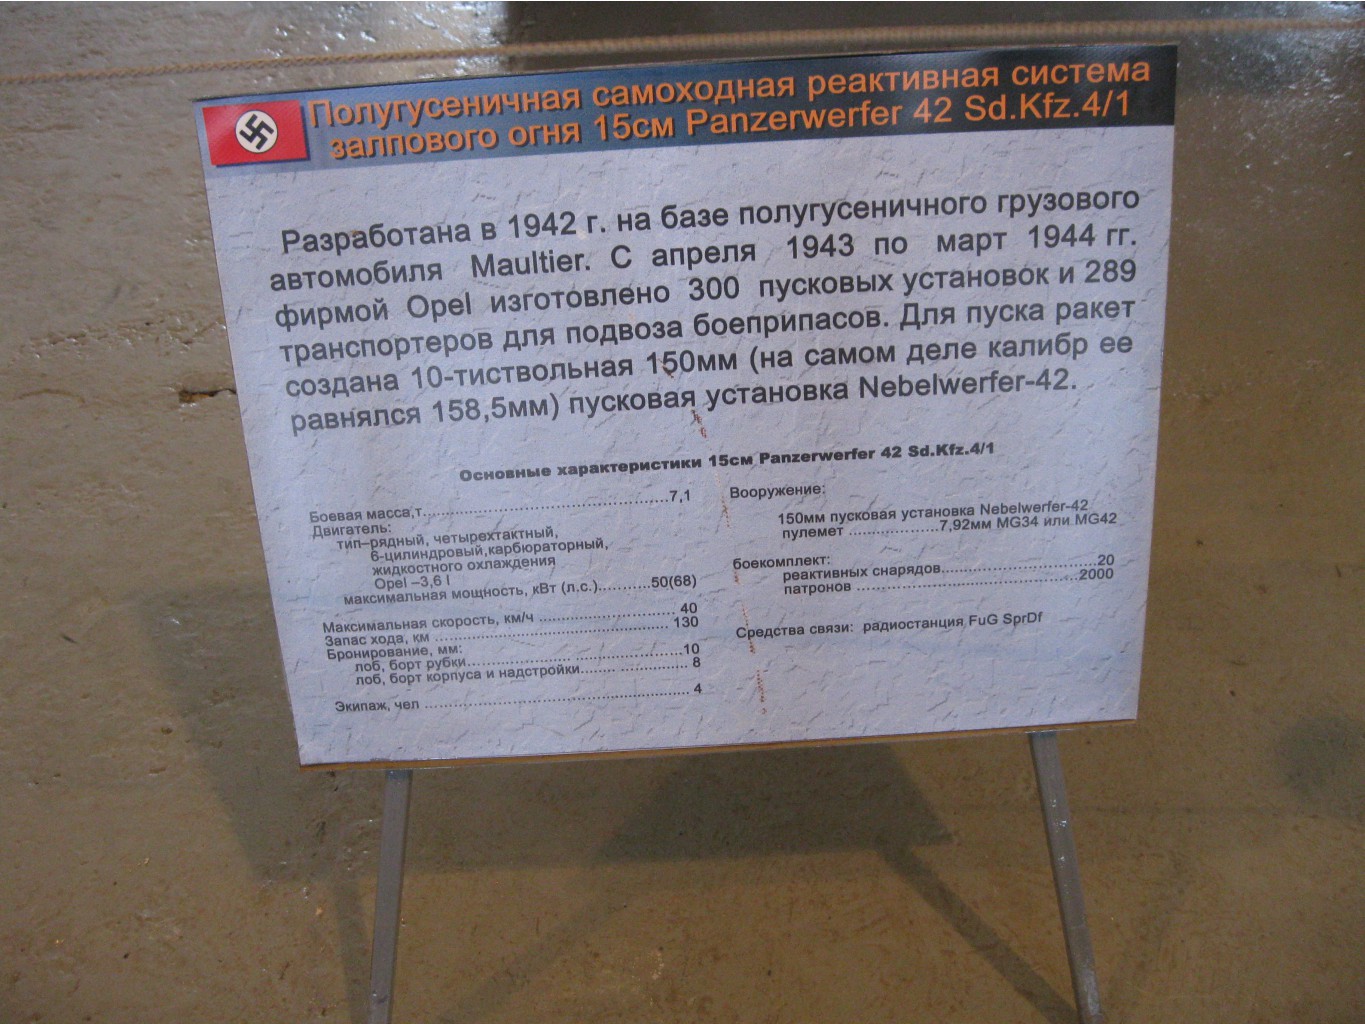 Полугусеничная самоходная реактивная система
залпового огня 15см Panzerwerfer 42 Sd.Kfz.4/1
Разработана в 1942 г. на базе полугусеничного грузового
автомобиля Maultier. С апреля 1943 по март 1944 гг.
фирмой Opel изготовлено 300 пусковых установок и 289
транспортеров для подвоза боеприпасов. Для пуска ракет
создана 10-тиствольная 150мм (на самом деле калибр ее
равнялся 158,5мм) пусковая установка Nebelwerfer-42.
Основные характеристики 15см Panzerwerfer 42 Sd.Kfz.4/1
Боевая масса,т..............................................7,1
Двигатель:
тип–рядный, четырехтактный,
6-цилиндровый,карбюраторный,
жидкостного охлаждения
Opel –3,6 l
максимальная мощность, кВт (л.с.)..........50(68)
Максимальная скорость, км/ч ........................... 40
Запас хода, км ................................................ 130
Бронирование, мм:
лоб, борт рубки.................... .....................10
лоб, борт корпуса и надстройки....... ............. 8
Экипаж, чел .................................................... 4
Вооружение:
150мм пусковая установка Nebelwerfer-42
пулемет .................7,92мм MG34 или MG42
боекомплект:
реактивных снарядов..............................20
патронов ...........................................2000
Средства связи: радиостанция FuG SprDf